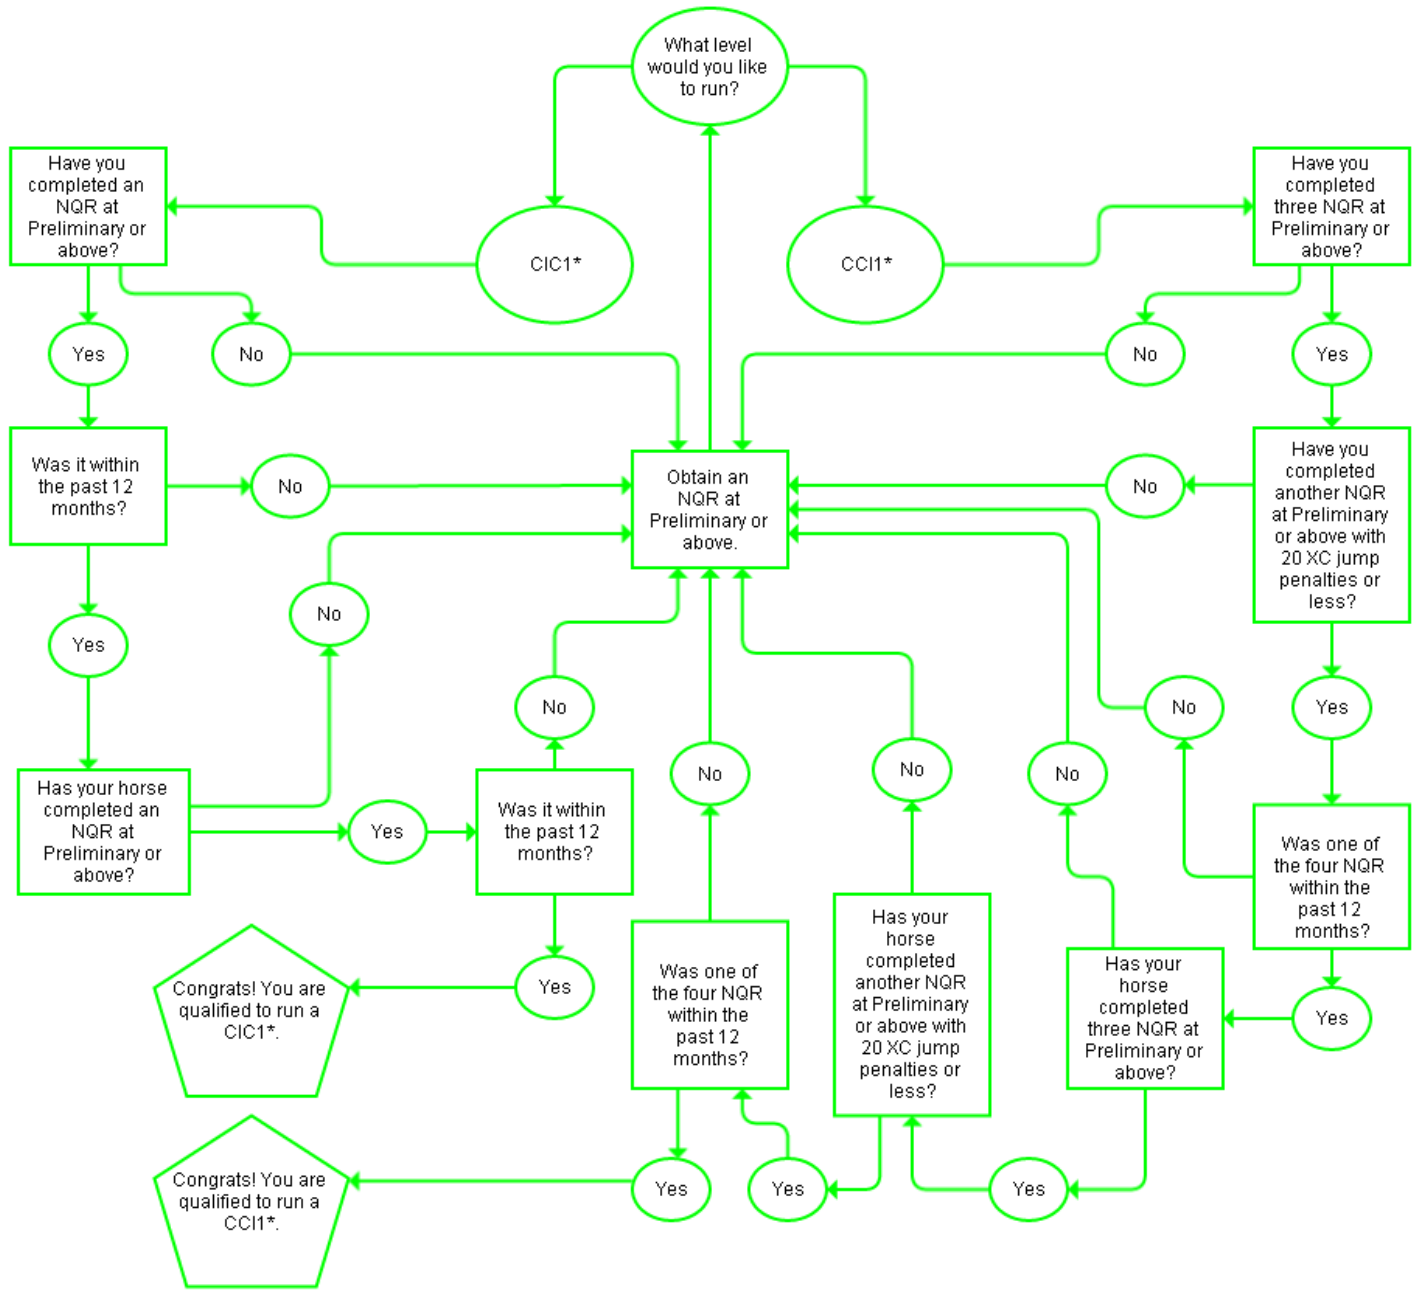 What level
would you like
to run?
Have you
completed an
NQR at
Preliminary or
above?
Have you
completed
three NQR at
Preliminary or
above?
CIC1*
CCI1*
Yes
No
No
Yes
Was it within
the past 12
months?
No
Obtain an
NQR at
Preliminary or
above.
No
Have you
completed
another NQR
at Preliminary
or above with
20 XC jump
penalties or
less?
No
Yes
No
No
Yes
No
No
No
Has your horse
completed an
NQR at
Preliminary or
above?
Yes
Was it within
the past 12
months?
Was one of
the four NQR
within the
past 12
months?
Has your
horse
completed
another NQR
at Preliminary
or above with
20 XC jump
penalties or
less?
Has your
horse
completed
three NQR at
Preliminary or
above?
Was one of
the four NQR
within the
past 12
months?
Congrats! You are
qualified to run a
CIC1*.
Yes
Yes
Congrats! You are
qualified to run a
CCI1*.
Yes
Yes
Yes